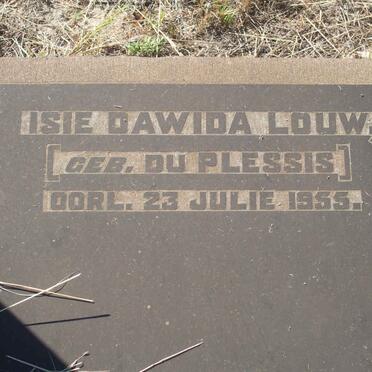 ISIE DAWIDA LOUW.
[GEB. DU PLESSIS]
OORL. 23 JULIE 1955.